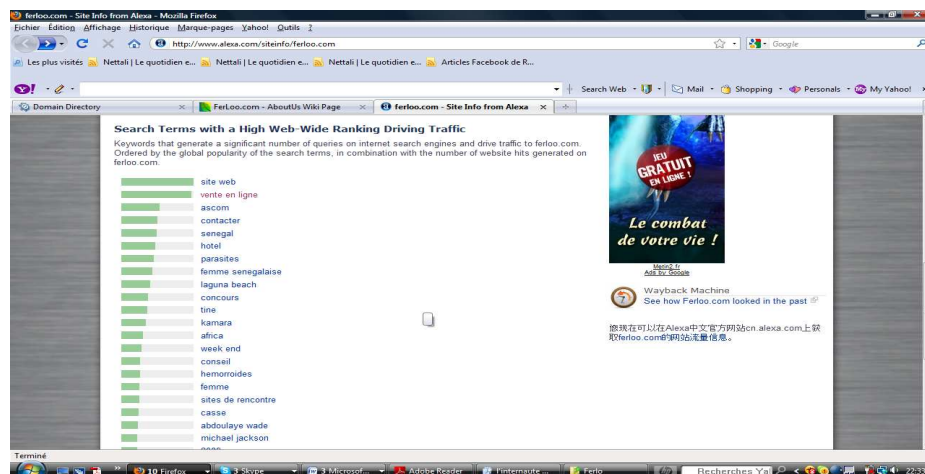 ferloo.com - Site Info from Alexa - Mozilla Firefox
Fichier Édition Affichage Historique Marque-pages Yahoo! Outils ?
http://www.alexa.com/siteinfo/ferloo.com
Google
Les plus visités Nettali | Le quotidien e... Nettali | Le quotidien e... Nettali | Le quotidien e... Articles Facebook de R...
Search Web Mail Shopping Personals My Yahoo!
Domain Directory FerLoo.com - AboutUs Wiki Page ferloo.com - Site Info from Alexa
Search Terms with a High Web-Wide Ranking Driving Traffic
Keywords that generate a significant number of queries on internet search engines and drive traffic to ferloo.com.
Ordered by the global popularity of the search terms, in combination with the number of website hits generated on
ferloo.com.
site web
vente en ligne
ascom
contacter
senegal
hotel
parasites
femme senegalaise
laguna beach
concours
tine
kamara
africa
week end
conseil
hemorroides
femme
sites de rencontre
casse
abdoulaye wade
michael jackson
JEU
GRATUIT
EN LIGNE !
Le combat
de votre vie !
Metin2.fr
Ads by Google
Wayback Machine
See how Ferloo.com looked in the past
您现在可以在Alexa中文官方网站cn.alexa.com上获
取ferloo.com的网站流量信息。
Terminé
10 Firefox 3 Skype 3 Microsof... Adobe Reader l'internaute ... Ferlo Recherches Ya 22:33